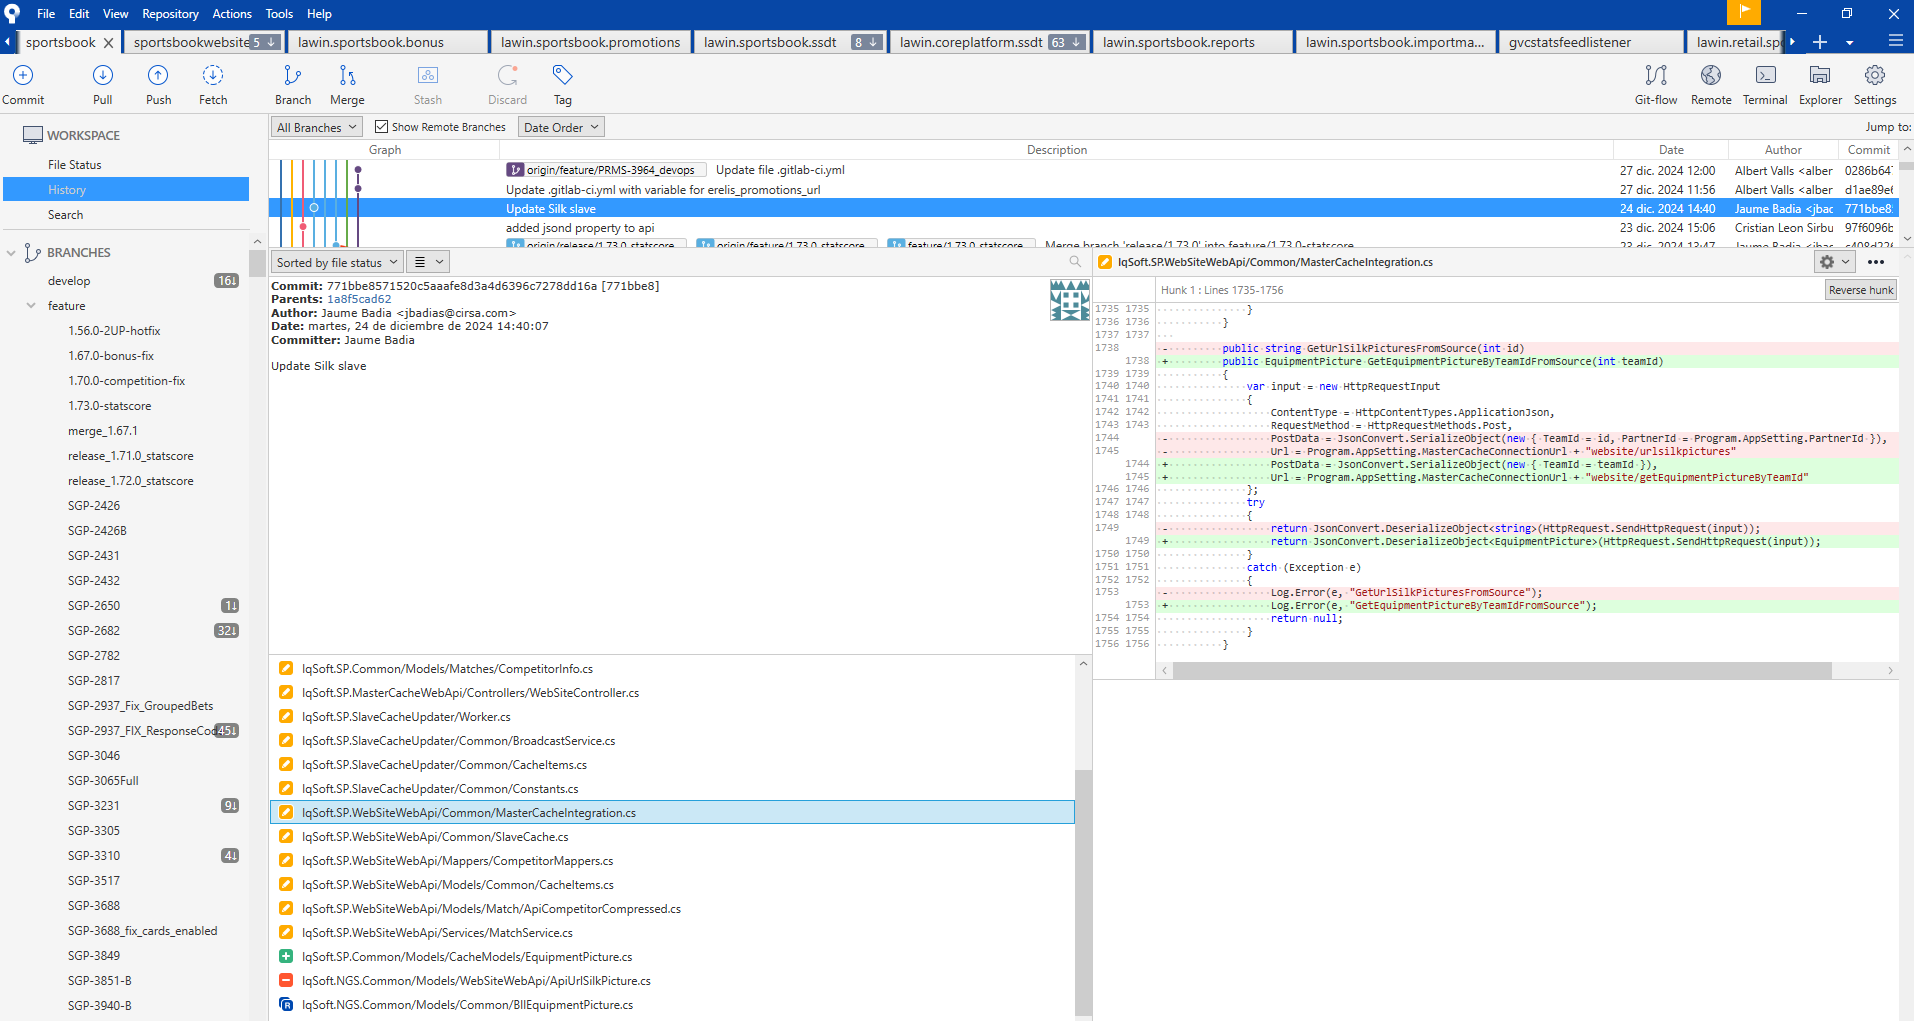 File Edit View Repository Actions Tools Help
sportsbook sportsbookwebsite 5 lawin.sportsbook.bonus lawin.sportsbook.promotions lawin.sportsbook.ssdt 8 lawin.coreplatform.ssdt 63 lawin.sportsbook.reports lawin.sportsbook.importma... gvcstatsfeedlistener lawin.retail.spo
Commit Pull Push Fetch Branch Merge Stash Discard Tag Git-flow Remote Terminal Explorer Settings
WORKSPACE
File Status
History
Search
BRANCHES
develop 16↓
feature
1.56.0-2UP-hotfix
1.67.0-bonus-fix
1.70.0-competition-fix
1.73.0-statscore
merge_1.67.1
release_1.71.0_statscore
release_1.72.0_statscore
SGP-2426
SGP-2426B
SGP-2431
SGP-2432
SGP-2650 1↓
SGP-2682 32↓
SGP-2782
SGP-2817
SGP-2937_Fix_GroupedBets
SGP-2937_FIX_ResponseCod 45↓
SGP-3046
SGP-3065Full
SGP-3231 9↓
SGP-3305
SGP-3310 4↓
SGP-3517
SGP-3688
SGP-3688_fix_cards_enabled
SGP-3849
SGP-3851-B
SGP-3940-B
All Branches Show Remote Branches Date Order Jump to:
Graph Description Date Author Commit
origin/feature/PRMS-3964_devops Update file .gitlab-ci.yml 27 dic. 2024 12:00 Albert Valls <alber 0286b647
Update .gitlab-ci.yml with variable for erelis_promotions_url 27 dic. 2024 11:56 Albert Valls <alber d1ae89e6
Update Silk slave 24 dic. 2024 14:40 Jaume Badia <jbac 771bbe8
added jsond property to api 23 dic. 2024 15:06 Cristian Leon Sirbu 97f6096b
origin/release/1.73.0_statscore origin/feature/1.73.0_statscore feature/1.73.0_statscore Merge branch 'release/1.73.0' into feature/1.73.0-statscore 23 dic. 2024 13:47 Jaume Badia <jbac c408d226
Sorted by file status
Commit: 771bbe8571520c5aaafe8d3a4d6396c7278dd16a [771bbe8]
Parents: 1a8f5cad62
Author: Jaume Badia <jbadias@cirsa.com>
Date: martes, 24 de diciembre de 2024 14:40:07
Committer: Jaume Badia
Update Silk slave
IqSoft.SP.Common/Models/Matches/CompetitorInfo.cs
IqSoft.SP.MasterCacheWebApi/Controllers/WebSiteController.cs
IqSoft.SP.SlaveCacheUpdater/Worker.cs
IqSoft.SP.SlaveCacheUpdater/Common/BroadcastService.cs
IqSoft.SP.SlaveCacheUpdater/Common/CacheItems.cs
IqSoft.SP.SlaveCacheUpdater/Common/Constants.cs
IqSoft.SP.WebSiteWebApi/Common/MasterCacheIntegration.cs
IqSoft.SP.WebSiteWebApi/Common/SlaveCache.cs
IqSoft.SP.WebSiteWebApi/Mappers/CompetitorMappers.cs
IqSoft.SP.WebSiteWebApi/Models/Common/CacheItems.cs
IqSoft.SP.WebSiteWebApi/Models/Match/ApiCompetitorCompressed.cs
IqSoft.SP.WebSiteWebApi/Services/MatchService.cs
IqSoft.SP.Common/Models/CacheModels/EquipmentPicture.cs
IqSoft.NGS.Common/Models/WebSiteWebApi/ApiUrlSilkPicture.cs
IqSoft.NGS.Common/Models/Common/BllEquipmentPicture.cs
IqSoft.SP.WebSiteWebApi/Common/MasterCacheIntegration.cs
Hunk 1 : Lines 1735-1756 Reverse hunk
1735 1735 }
1736 1736 }
1737 1737
1738 - public string GetUrlSilkPicturesFromSource(int id)
1738 + public EquipmentPicture GetEquipmentPictureByTeamIdFromSource(int teamId)
1739 1739 {
1740 1740 var input = new HttpRequestInput
1741 1741 {
1742 1742 ContentType = HttpContentTypes.ApplicationJson,
1743 1743 RequestMethod = HttpRequestMethods.Post,
1744 - PostData = JsonConvert.SerializeObject(new { TeamId = id, PartnerId = Program.AppSetting.PartnerId }),
1745 - Url = Program.AppSetting.MasterCacheConnectionUrl + "website/urlsilkpictures"
1744 + PostData = JsonConvert.SerializeObject(new { TeamId = teamId }),
1745 + Url = Program.AppSetting.MasterCacheConnectionUrl + "website/getEquipmentPictureByTeamId"
1746 1746 };
1747 1747 try
1748 1748 {
1749 - return JsonConvert.DeserializeObject<string>(HttpRequest.SendHttpRequest(input));
1749 + return JsonConvert.DeserializeObject<EquipmentPicture>(HttpRequest.SendHttpRequest(input));
1750 1750 }
1751 1751 catch (Exception e)
1752 1752 {
1753 - Log.Error(e, "GetUrlSilkPicturesFromSource");
1753 + Log.Error(e, "GetEquipmentPictureByTeamIdFromSource");
1754 1754 return null;
1755 1755 }
1756 1756 }